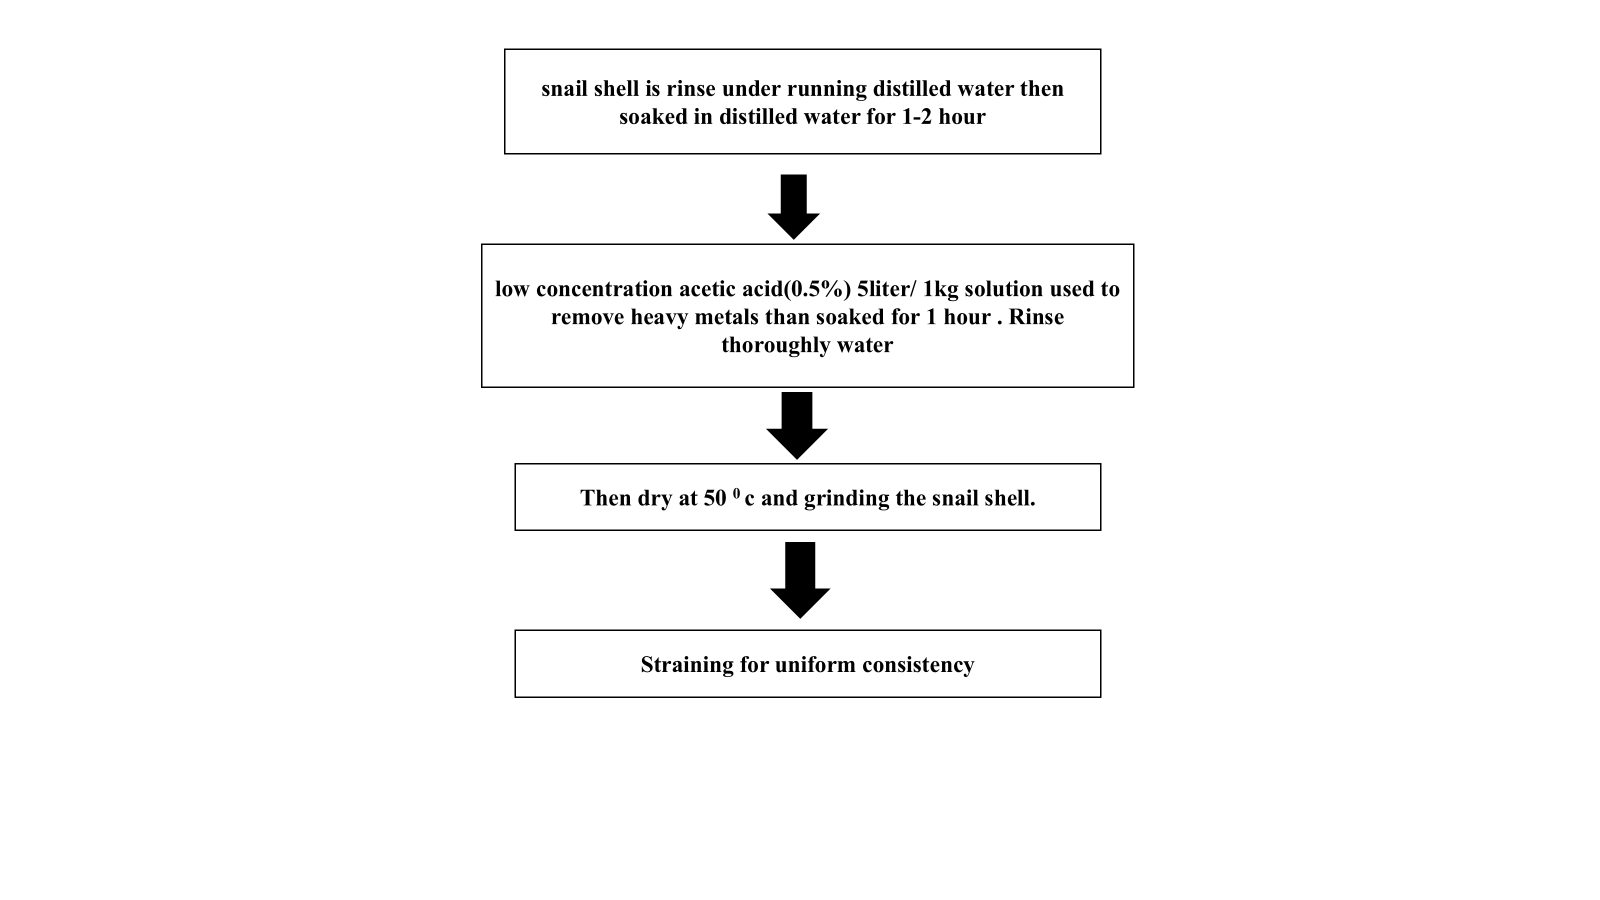 snail shell is rinse under running distilled water then
soaked in distilled water for 1-2 hour
low concentration acetic acid(0.5%) 5liter/ 1kg solution used to
remove heavy metals than soaked for 1 hour . Rinse
thoroughly water
Then dry at 50 ⁰ c and grinding the snail shell.
Straining for uniform consistency